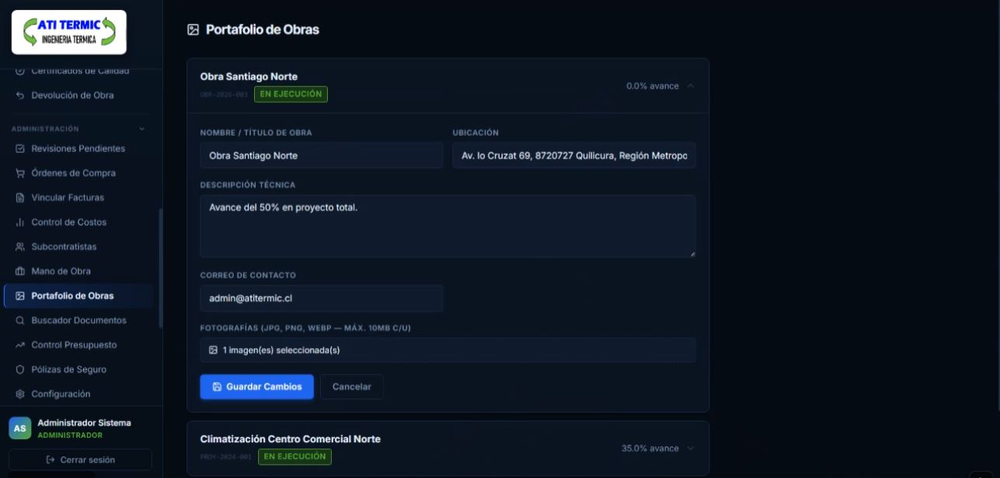 ATI TERMIC
INGENIERIA TERMICA
Certificados de Calidad
Devolución de Obra
ADMINISTRACIÓN
Revisiones Pendientes
Órdenes de Compra
Vincular Facturas
Control de Costos
Subcontratistas
Mano de Obra
Portafolio de Obras
Buscador Documentos
Control Presupuesto
Pólizas de Seguro
Configuración
AS
Administrador Sistema
ADMINISTRADOR
Cerrar sesión
Portafolio de Obras
Obra Santiago Norte
OBR-2026-003 EN EJECUCIÓN
0.0% avance
NOMBRE / TÍTULO DE OBRA
Obra Santiago Norte
UBICACIÓN
Av. lo Cruzat 69, 8720727 Quilicura, Región Metropo
DESCRIPCIÓN TÉCNICA
Avance del 50% en proyecto total.
CORREO DE CONTACTO
admin@atitermic.cl
FOTOGRAFÍAS (JPG, PNG, WEBP — MÁX. 10MB C/U)
1 imagen(es) seleccionada(s)
Guardar Cambios
Cancelar
Climatización Centro Comercial Norte
PROY-2024-001 EN EJECUCIÓN
35.0% avance